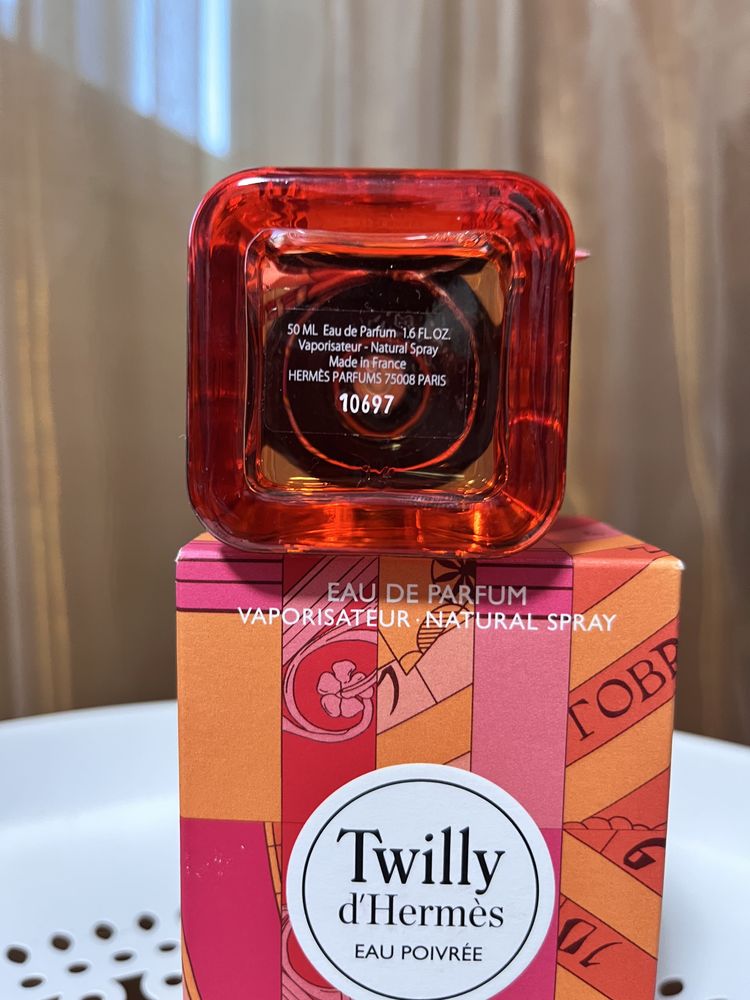 50 ML Eau de Parfum 1.6 FL.OZ.
Vaporisateur - Natural Spray
Made in France
HERMÈS PARFUMS 75008 PARIS
10697
EAU DE PARFUM
VAPORISATEUR · NATURAL SPRAY
Twilly
d'Hermès
EAU POIVRÉE